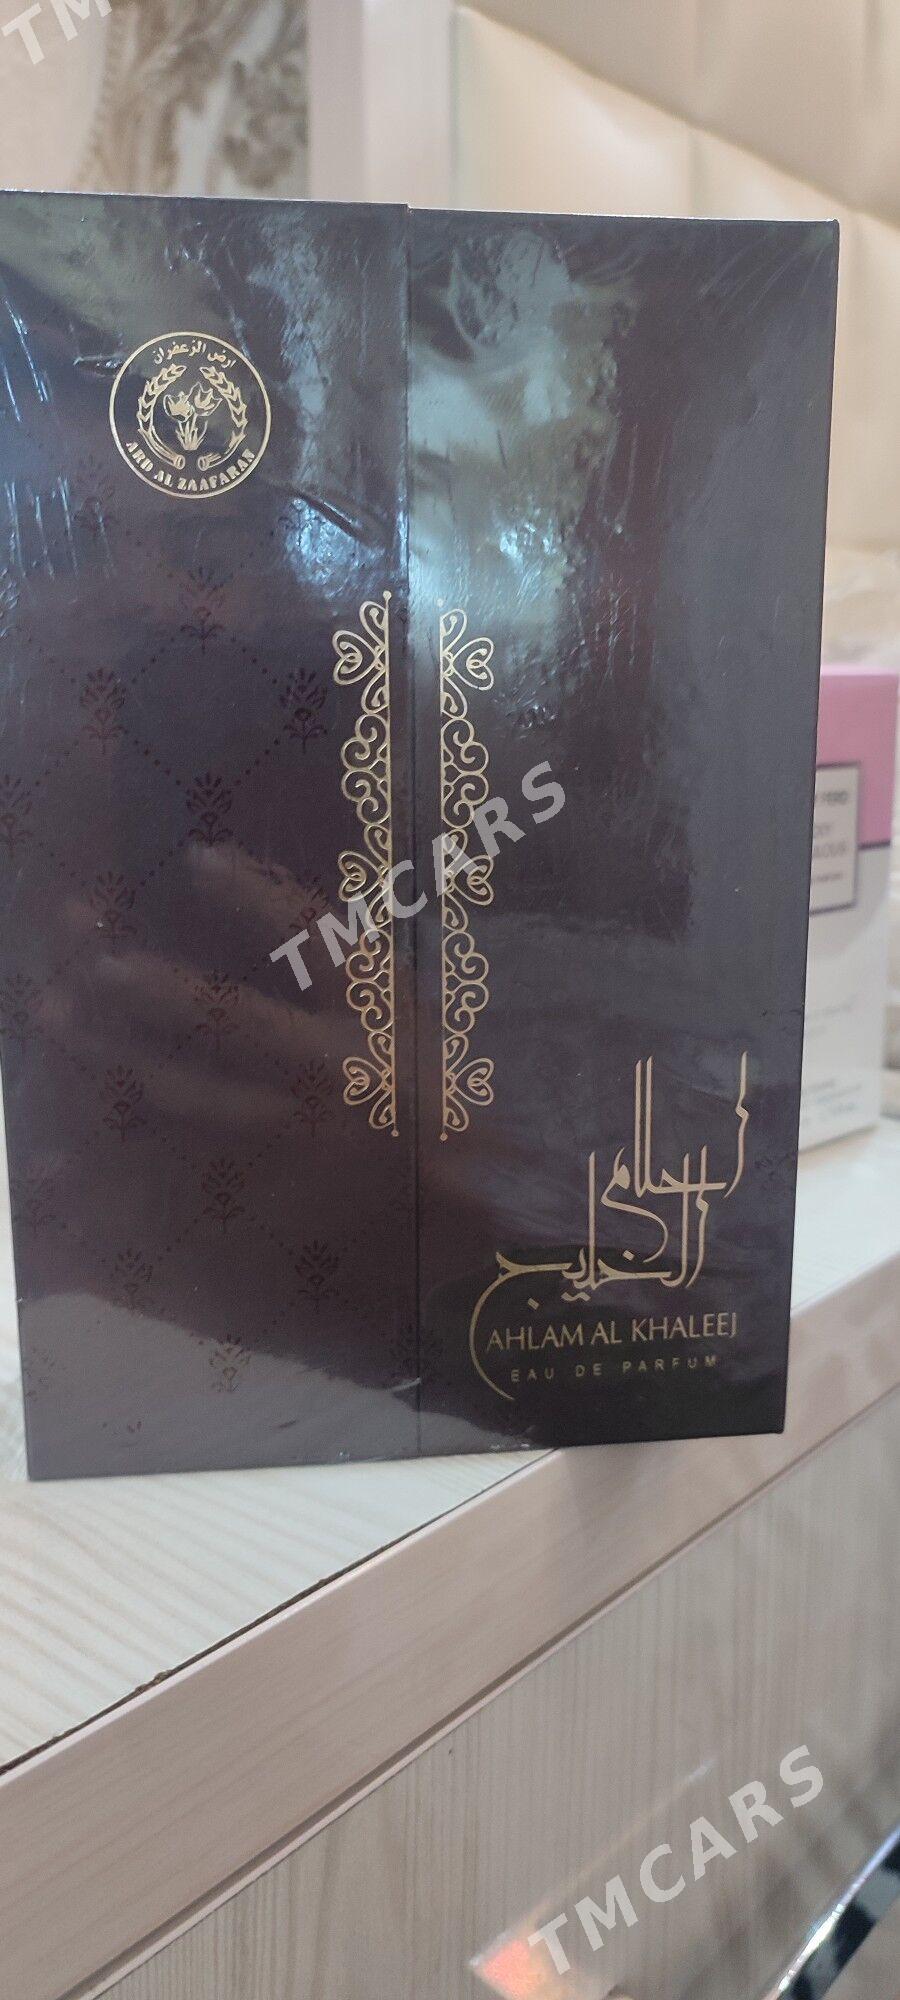 TM
ارض الزعفران
ARD AL ZAAFARAN
TMCARS
احلام
الخليج
AHLAM AL KHALEEJ
EAU DE PARFUM
TMCARS